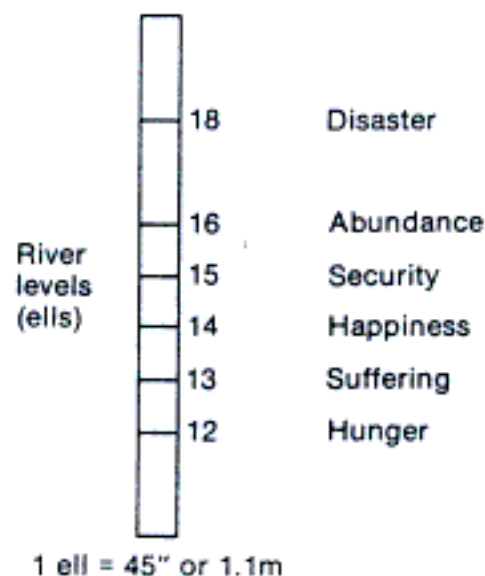 18 Disaster
16 Abundance
River
levels
(ells)
15 Security
14 Happiness
13 Suffering
12 Hunger
1 ell = 45" or 1.1m